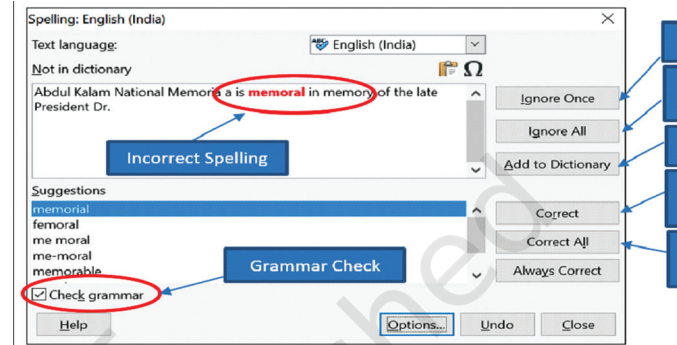 Spelling: English (India)
Text language:
English (India)
Not in dictionary
Abdul Kalam National Memoria a is memoral in memory of the late
President Dr.
Incorrect Spelling
Ignore Once
Ignore All
Add to Dictionary
Suggestions
memorial
femoral
me moral
me-moral
memorable
Correct
Correct All
Always Correct
Grammar Check
Check grammar
Help
Options...
Undo
Close